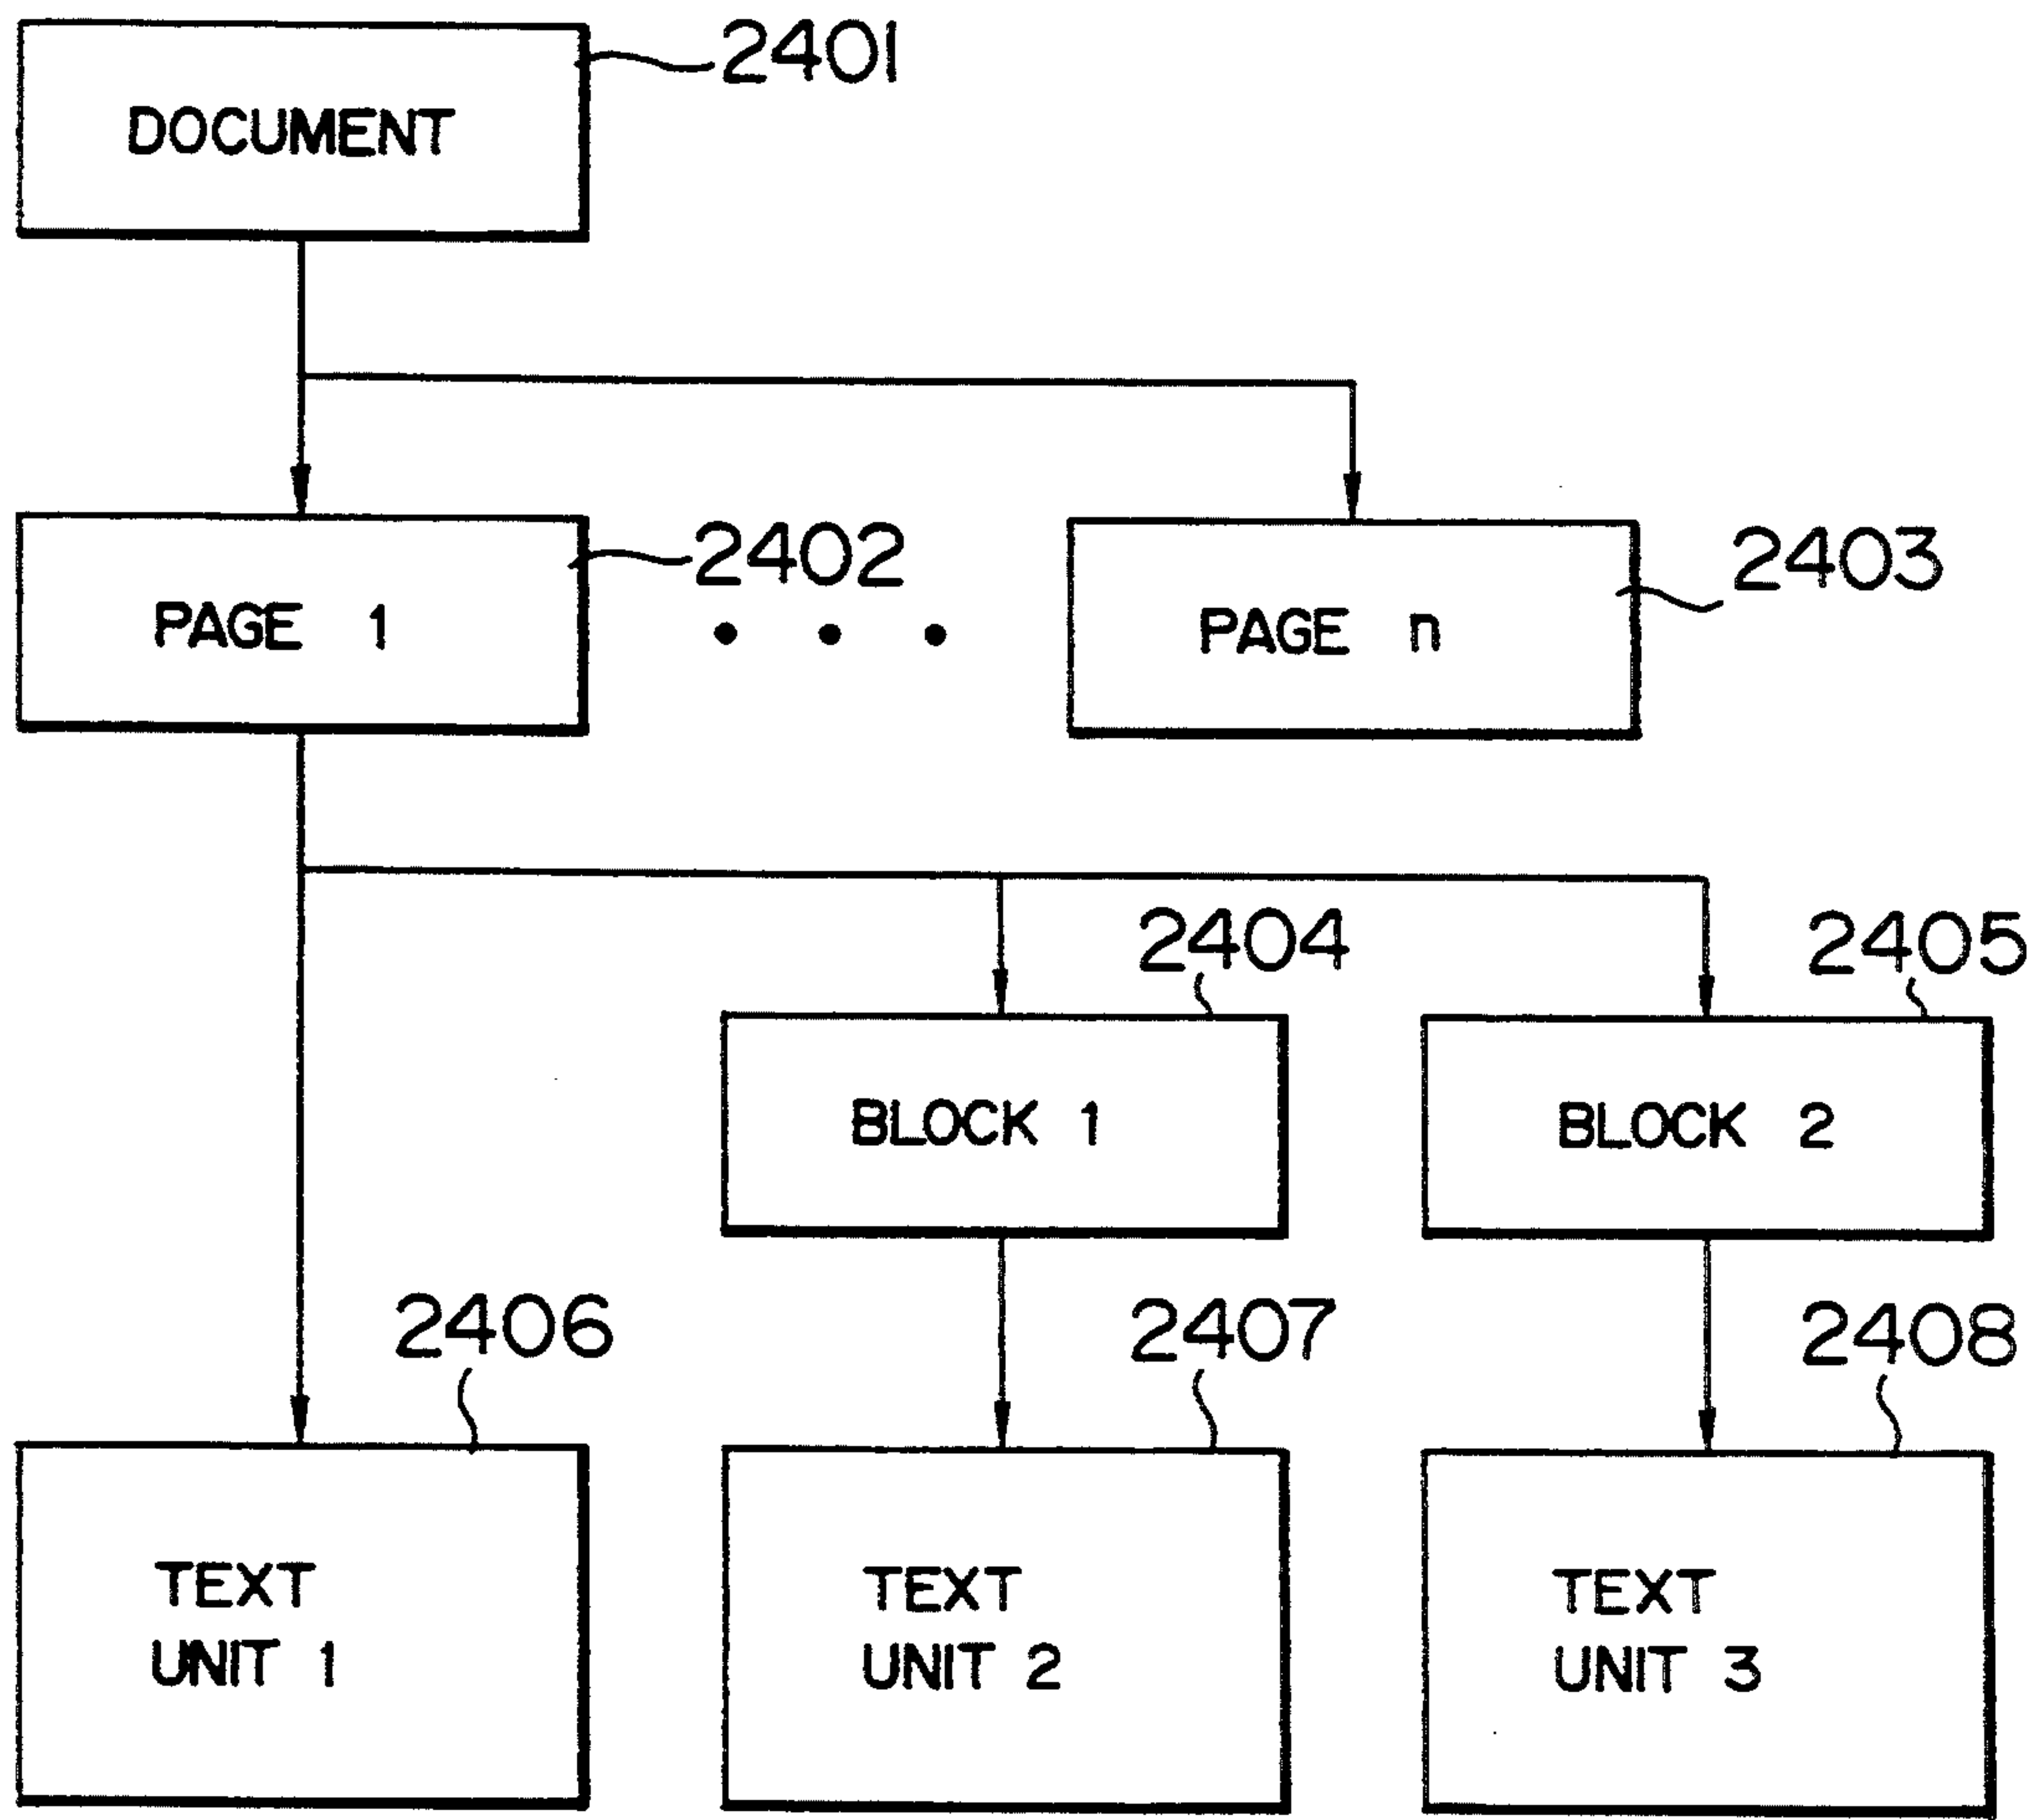 2401
DOCUMENT
2402
2403
PAGE 1
PAGE n
2404
2405
BLOCK 1
BLOCK 2
2406
2407
2408
TEXT
UNIT 1
TEXT
UNIT 2
TEXT
UNIT 3